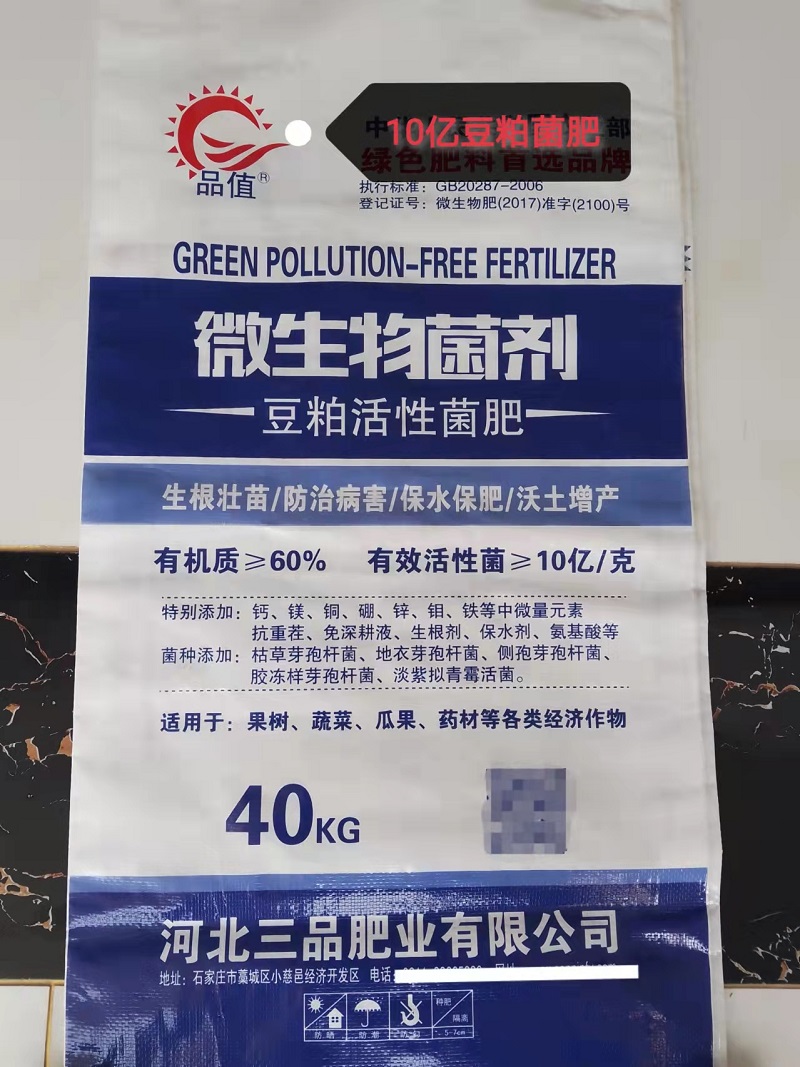 10亿豆粕菌肥
绿色肥料首选品牌
品值®
执行标准：GB20287-2006
登记证号：微生物肥(2017)准字(2100)号
GREEN POLLUTION-FREE FERTILIZER
微生物菌剂
豆粕活性菌肥
生根壮苗/防治病害/保水保肥/沃土增产
有机质≥60% 有效活性菌≥10亿/克
特别添加：钙、镁、铜、硼、锌、钼、铁等中微量元素
抗重茬、免深耕液、生根剂、保水剂、氨基酸等
菌种添加：枯草芽孢杆菌、地衣芽孢杆菌、侧孢芽孢杆菌、
胶冻样芽孢杆菌、淡紫拟青霉活菌。
适用于：果树、蔬菜、瓜果、药材等各类经济作物
40KG
河北三品肥业有限公司
地址：石家庄市藁城区小慈邑经济开发区 电话：
防晒 防潮 种肥
隔离
5-7cm